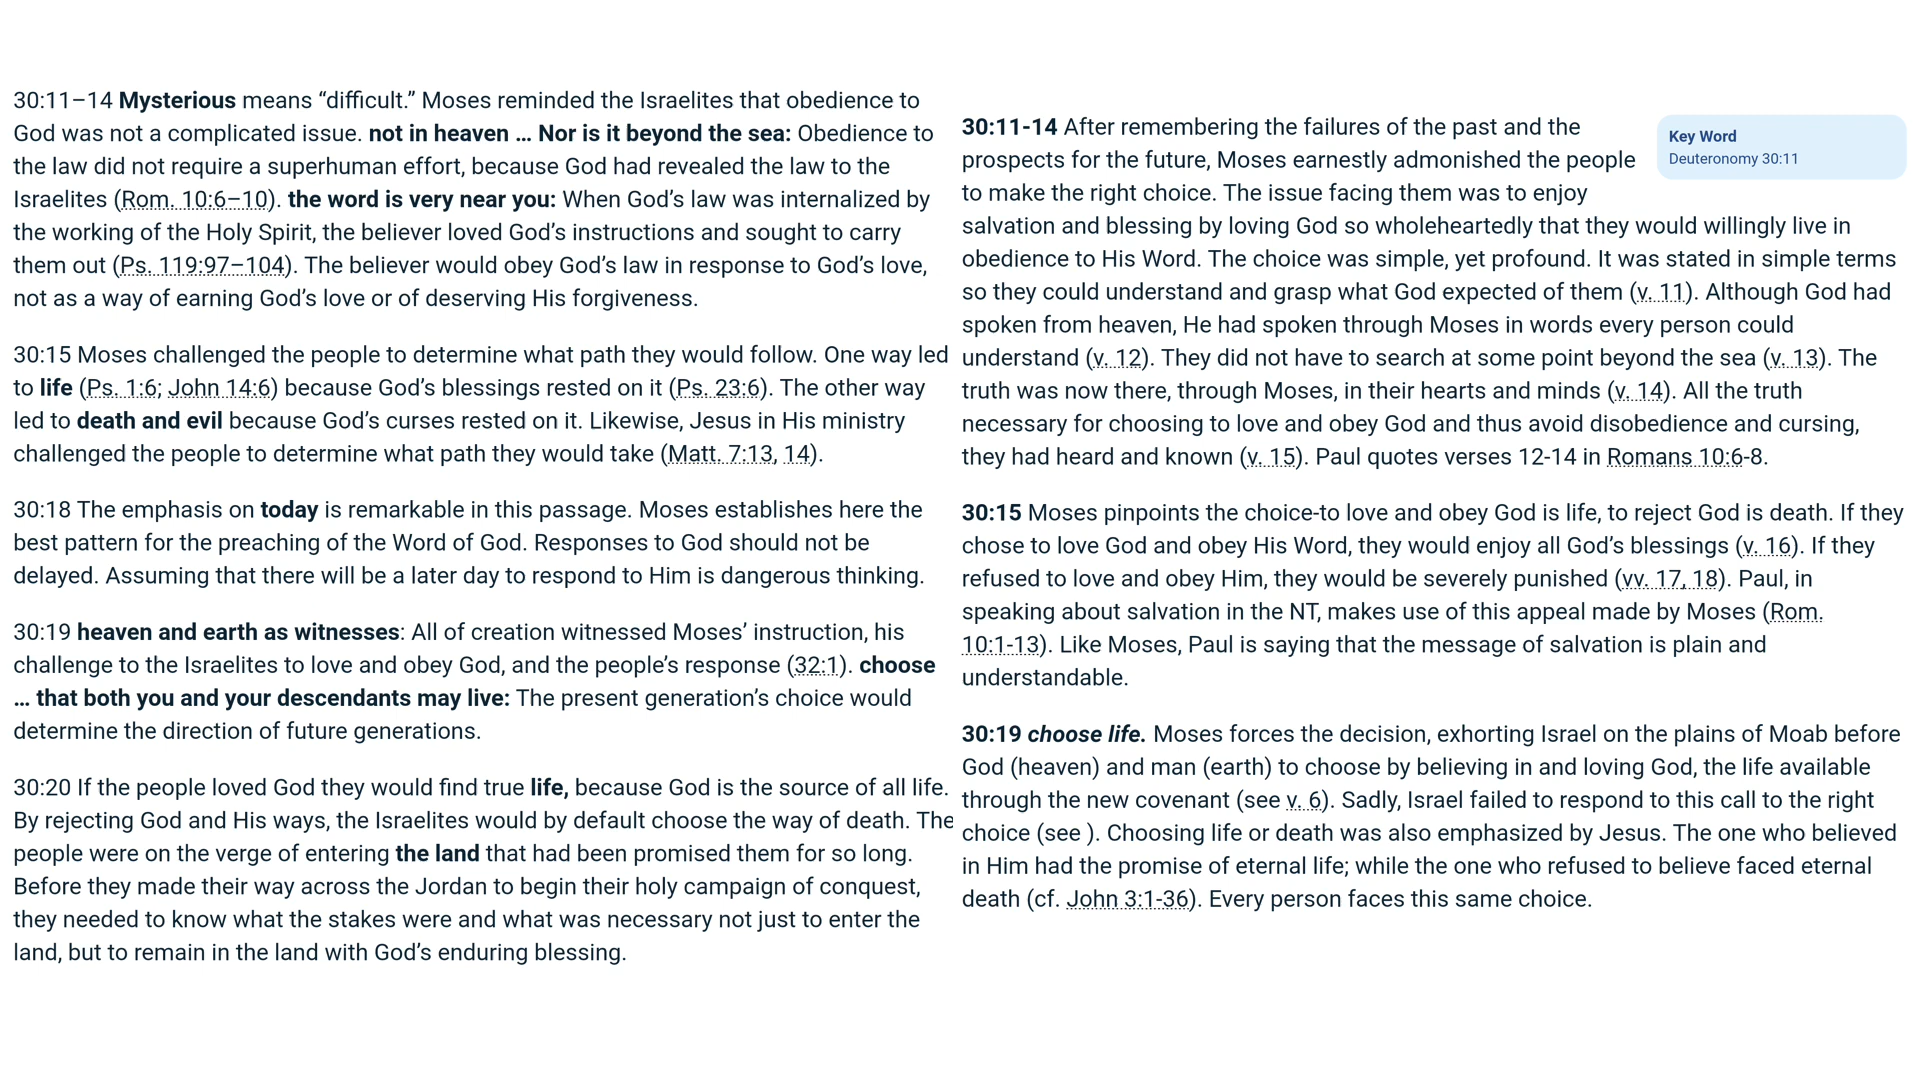 30:11–14 Mysterious means “difficult.” Moses reminded the Israelites that obedience to
God was not a complicated issue. not in heaven … Nor is it beyond the sea: Obedience to
the law did not require a superhuman effort, because God had revealed the law to the
Israelites (Rom. 10:6–10). the word is very near you: When God’s law was internalized by
the working of the Holy Spirit, the believer loved God’s instructions and sought to carry
them out (Ps. 119:97–104). The believer would obey God’s law in response to God’s love,
not as a way of earning God’s love or of deserving His forgiveness.
30:15 Moses challenged the people to determine what path they would follow. One way led
to life (Ps. 1:6; John 14:6) because God’s blessings rested on it (Ps. 23:6). The other way
led to death and evil because God’s curses rested on it. Likewise, Jesus in His ministry
challenged the people to determine what path they would take (Matt. 7:13, 14).
30:18 The emphasis on today is remarkable in this passage. Moses establishes here the
best pattern for the preaching of the Word of God. Responses to God should not be
delayed. Assuming that there will be a later day to respond to Him is dangerous thinking.
30:19 heaven and earth as witnesses: All of creation witnessed Moses’ instruction, his
challenge to the Israelites to love and obey God, and the people’s response (32:1). choose
… that both you and your descendants may live: The present generation’s choice would
determine the direction of future generations.
30:20 If the people loved God they would find true life, because God is the source of all life.
By rejecting God and His ways, the Israelites would by default choose the way of death. The
people were on the verge of entering the land that had been promised them for so long.
Before they made their way across the Jordan to begin their holy campaign of conquest,
they needed to know what the stakes were and what was necessary not just to enter the
land, but to remain in the land with God’s enduring blessing.
30:11-14 After remembering the failures of the past and the
prospects for the future, Moses earnestly admonished the people
to make the right choice. The issue facing them was to enjoy
salvation and blessing by loving God so wholeheartedly that they would willingly live in
obedience to His Word. The choice was simple, yet profound. It was stated in simple terms
so they could understand and grasp what God expected of them (v. 11). Although God had
spoken from heaven, He had spoken through Moses in words every person could
understand (v. 12). They did not have to search at some point beyond the sea (v. 13). The
truth was now there, through Moses, in their hearts and minds (v. 14). All the truth
necessary for choosing to love and obey God and thus avoid disobedience and cursing,
they had heard and known (v. 15). Paul quotes verses 12-14 in Romans 10:6-8.
Key Word
Deuteronomy 30:11
30:15 Moses pinpoints the choice-to love and obey God is life, to reject God is death. If they
chose to love God and obey His Word, they would enjoy all God’s blessings (v. 16). If they
refused to love and obey Him, they would be severely punished (vv. 17, 18). Paul, in
speaking about salvation in the NT, makes use of this appeal made by Moses (Rom.
10:1-13). Like Moses, Paul is saying that the message of salvation is plain and
understandable.
30:19 choose life. Moses forces the decision, exhorting Israel on the plains of Moab before
God (heaven) and man (earth) to choose by believing in and loving God, the life available
through the new covenant (see v. 6). Sadly, Israel failed to respond to this call to the right
choice (see ). Choosing life or death was also emphasized by Jesus. The one who believed
in Him had the promise of eternal life; while the one who refused to believe faced eternal
death (cf. John 3:1-36). Every person faces this same choice.